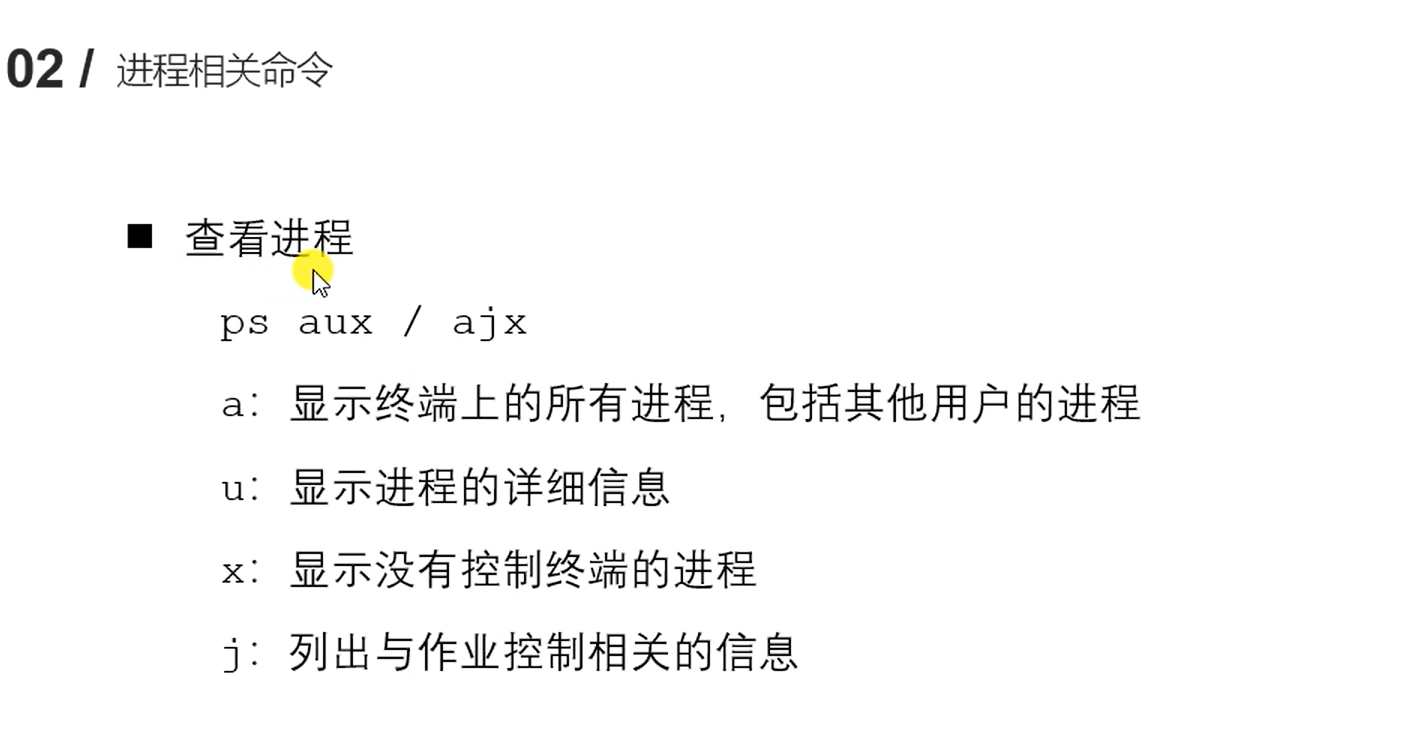 02 / 进程相关命令
■ 查看进程
ps aux / ajx
a：显示终端上的所有进程，包括其他用户的进程
u：显示进程的详细信息
x：显示没有控制终端的进程
j：列出与作业控制相关的信息